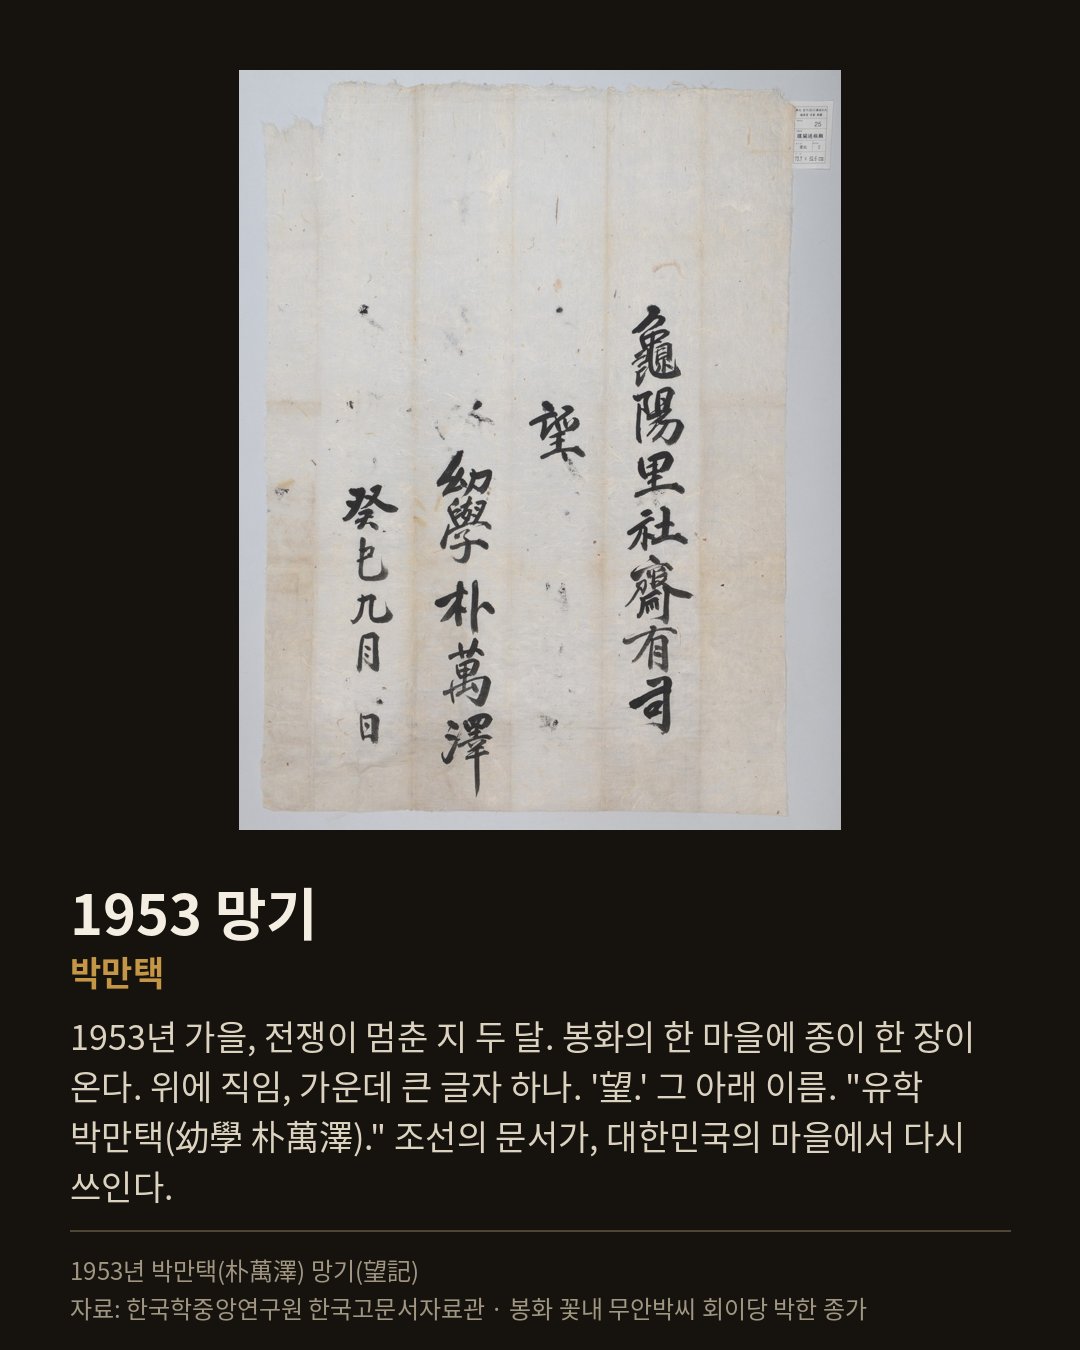 龜陽里社齋有司
望
幼學 朴萬澤
癸巳九月 日
25
1953 망기
박만택
1953년 가을, 전쟁이 멈춘 지 두 달. 봉화의 한 마을에 종이 한 장이
온다. 위에 직임, 가운데 큰 글자 하나. '望.' 그 아래 이름. "유학
박만택(幼學 朴萬澤)." 조선의 문서가, 대한민국의 마을에서 다시
쓰인다.
1953년 박만택(朴萬澤) 망기(望記)
자료: 한국학중앙연구원 한국고문서자료관 · 봉화 꽃내 무안박씨 회이당 박한 종가